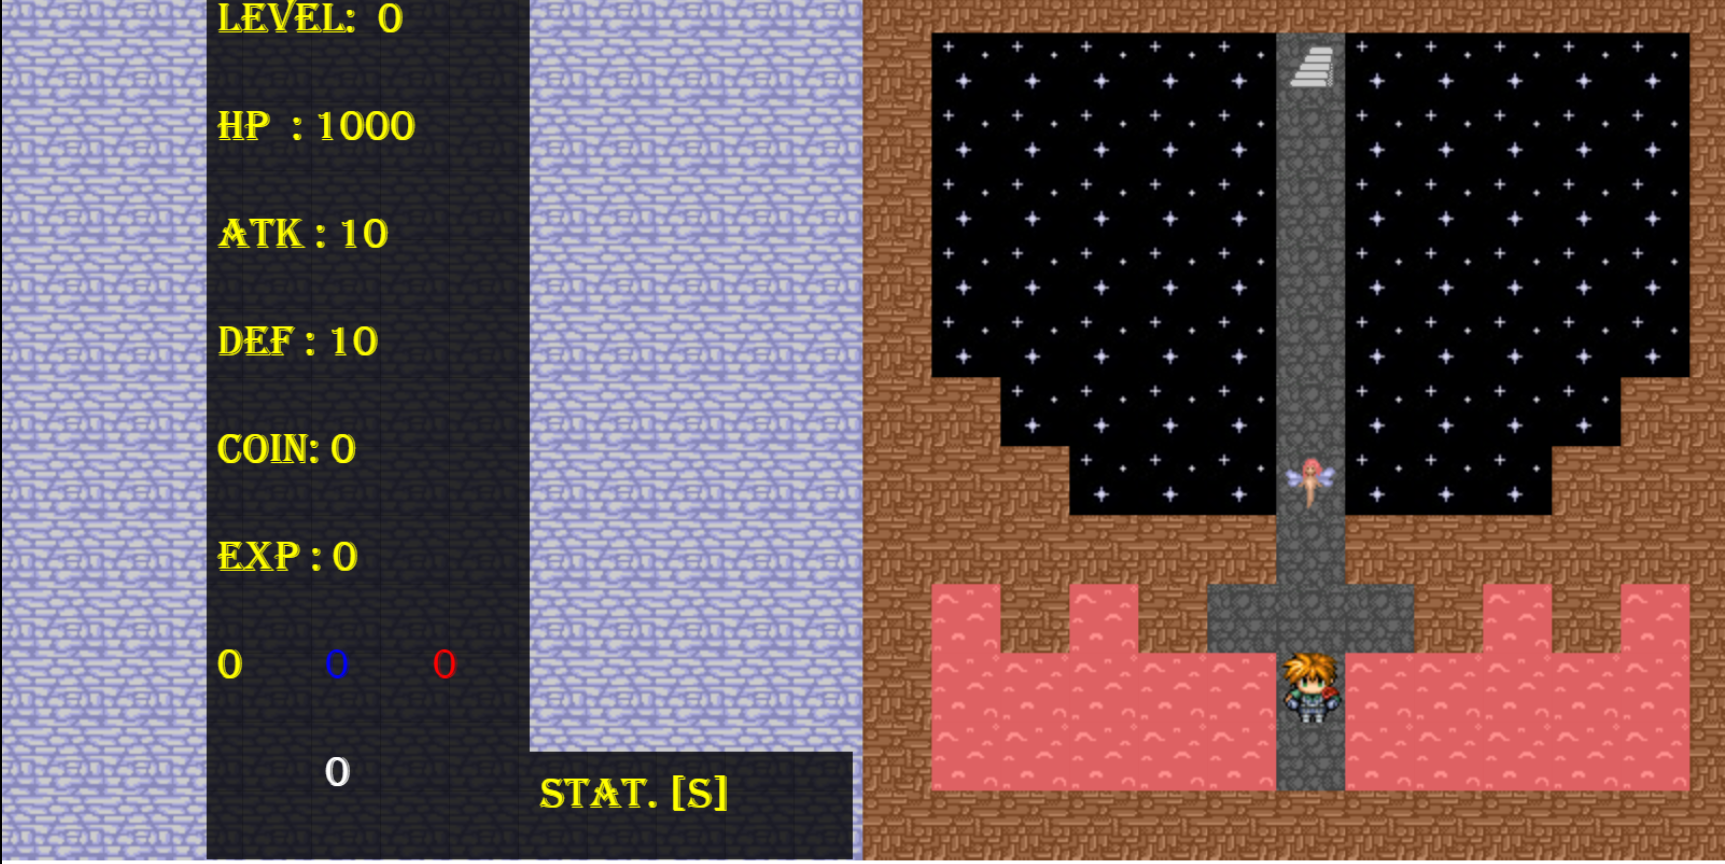 LEVEL: 0
HP : 1000
ATK : 10
DEF : 10
COIN: 0
EXP : 0
0 0 0
0
STAT. [S]